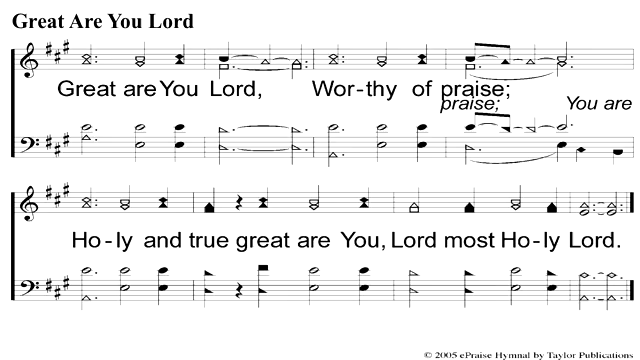 Great Are You Lord
Great are You Lord, Wor-thy of praise;
praise; You are
Ho-ly and true great are You, Lord most Ho-ly Lord.
© 2005 ePraise Hymnal by Taylor Publications